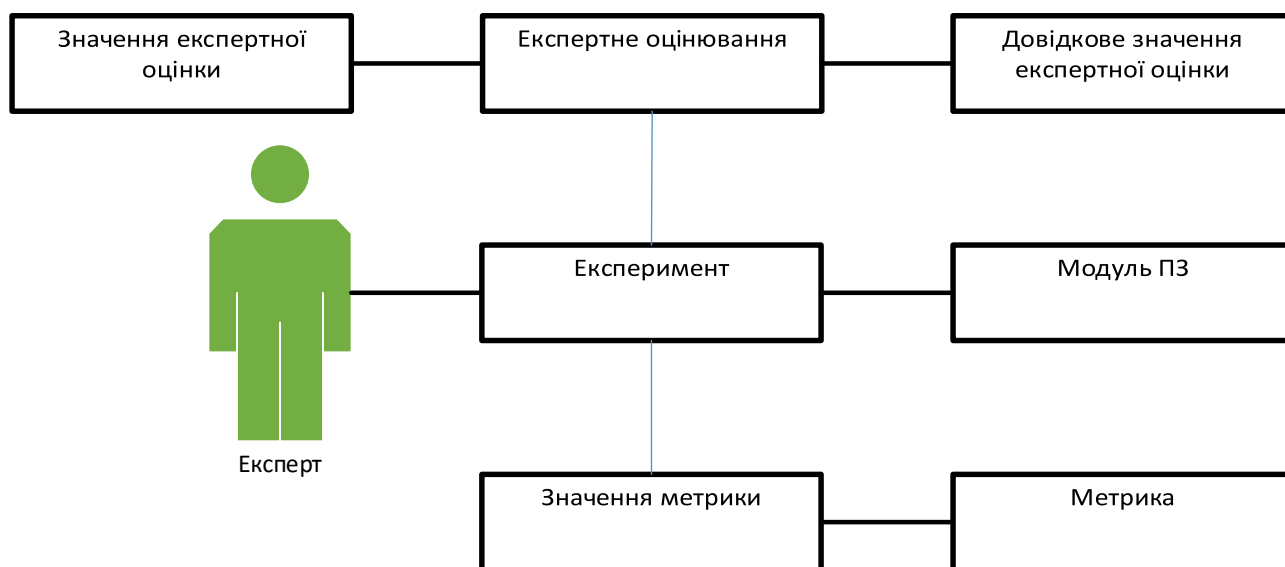 Значення експертної
оцінки
Експертне оцінювання
Довідкове значення
експертної оцінки
Експеримент
Модуль ПЗ
Експерт
Значення метрики
Метрика